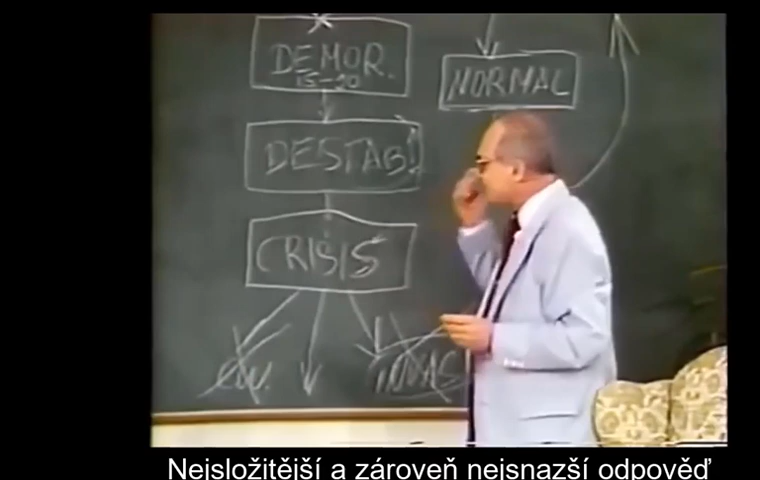 DEMOR.
15-20
NORMAL
DESTAB!
CRISIS
INVAS
Nejsložitější a zároveň nejsnazší odpověď